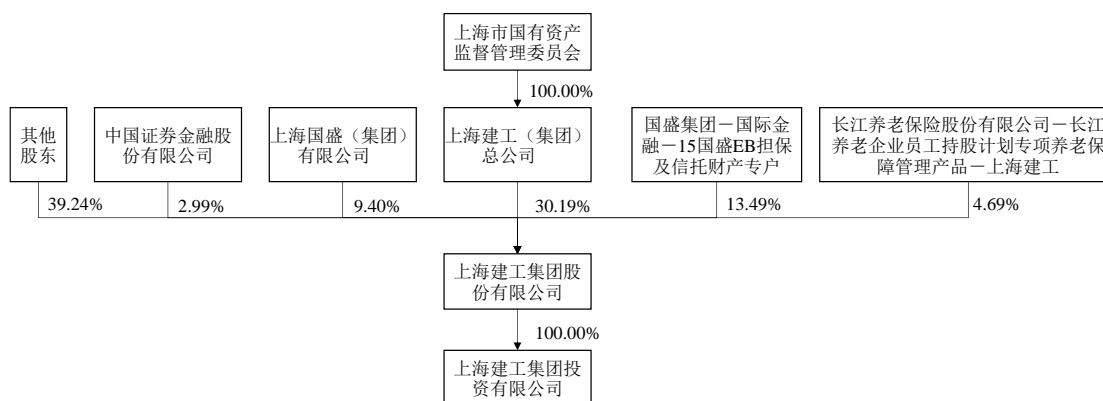 上海市国有资产
监督管理委员会
100.00%
其他
股东
中国证券金融股
份有限公司
上海国盛（集团）
有限公司
上海建工（集团）
总公司
国盛集团－国际金
融－15国盛EB担保
及信托财产专户
长江养老保险股份有限公司－长江
养老企业员工持股计划专项养老保
障管理产品－上海建工
39.24%
2.99%
9.40%
30.19%
13.49%
4.69%
上海建工集团股
份有限公司
100.00%
上海建工集团投
资有限公司